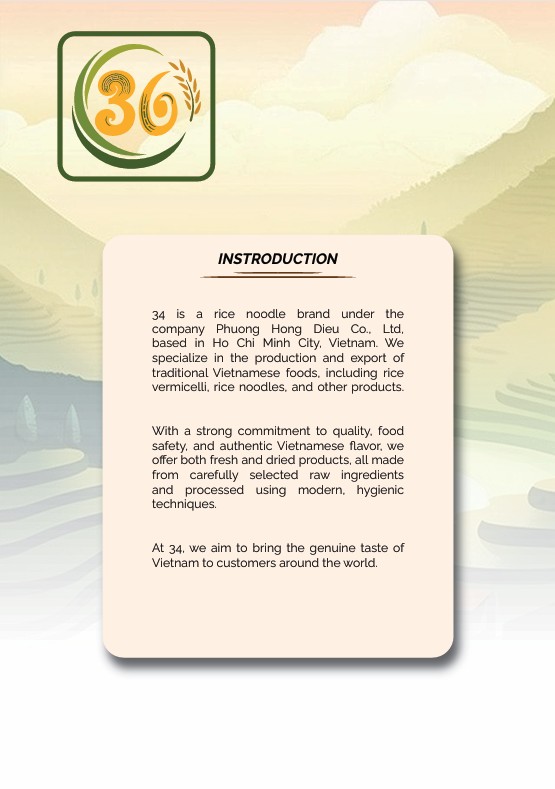 36
INSTRODUCTION
34 is a rice noodle brand under the
company Phuong Hong Dieu Co., Ltd,
based in Ho Chi Minh City, Vietnam. We
specialize in the production and export of
traditional Vietnamese foods, including rice
vermicelli, rice noodles, and other products.
With a strong commitment to quality, food
safety, and authentic Vietnamese flavor, we
offer both fresh and dried products, all made
from carefully selected raw ingredients
and processed using modern, hygienic
techniques.
At 34, we aim to bring the genuine taste of
Vietnam to customers around the world.